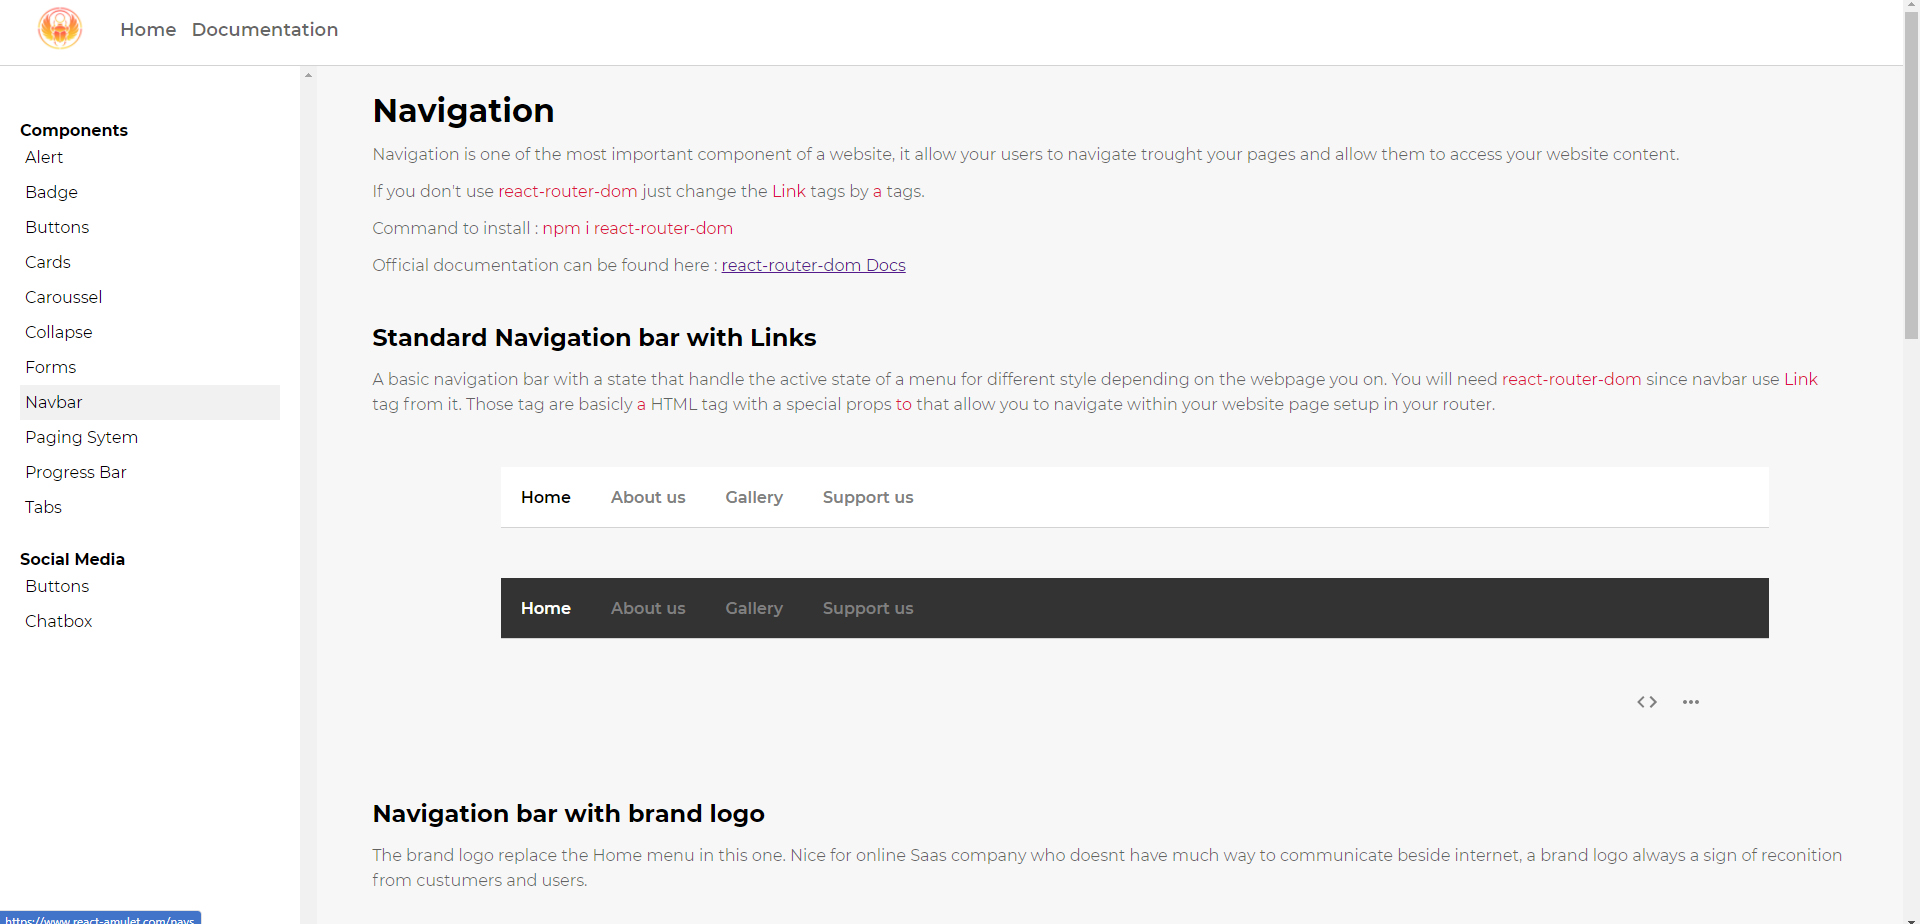 Home Documentation
Components
Alert
Badge
Buttons
Cards
Caroussel
Collapse
Forms
Navbar
Paging Sytem
Progress Bar
Tabs
Social Media
Buttons
Chatbox
Navigation
Navigation is one of the most important component of a website, it allow your users to navigate trought your pages and allow them to access your website content.
If you don't use react-router-dom just change the Link tags by a tags.
Command to install : npm i react-router-dom
Official documentation can be found here : react-router-dom Docs
Standard Navigation bar with Links
A basic navigation bar with a state that handle the active state of a menu for different style depending on the webpage you on. You will need react-router-dom since navbar use Link
tag from it. Those tag are basicly a HTML tag with a special props to that allow you to navigate within your website page setup in your router.
Home About us Gallery Support us
Home About us Gallery Support us
Navigation bar with brand logo
The brand logo replace the Home menu in this one. Nice for online Saas company who doesnt have much way to communicate beside internet, a brand logo always a sign of reconition
from custumers and users.
https://www.react-amulet.com/navs